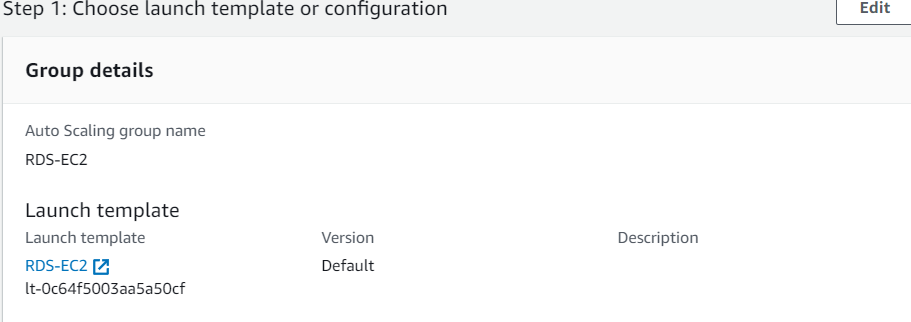 Step 1: Choose launch template or configuration
Edit
Group details
Auto Scaling group name
RDS-EC2
Launch template
Launch template Version Description
RDS-EC2 Default
lt-0c64f5003aa5a50cf